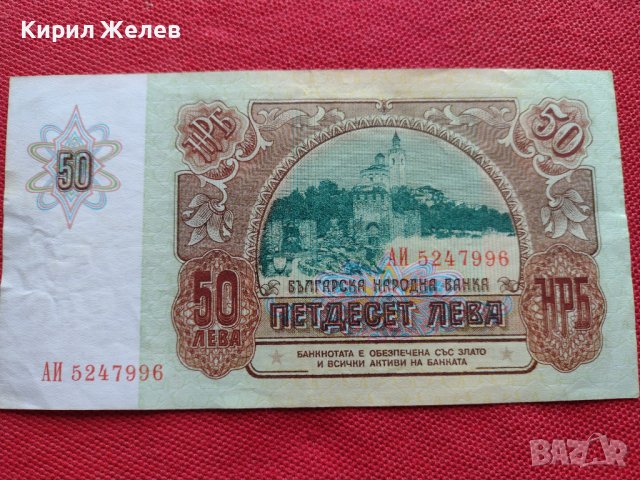 Кирил Желев
НРБ
50
50
АИ 5247996
БЪЛГАРСКА НАРОДНА БАНКА
ПЕТДЕСЕТ ЛЕВА
50
ЛЕВА
НРБ
БАНКНОТАТА Е ОБЕЗПЕЧЕНА СЪС ЗЛАТО
И ВСИЧКИ АКТИВИ НА БАНКАТА
АИ 5247996
BAZAR